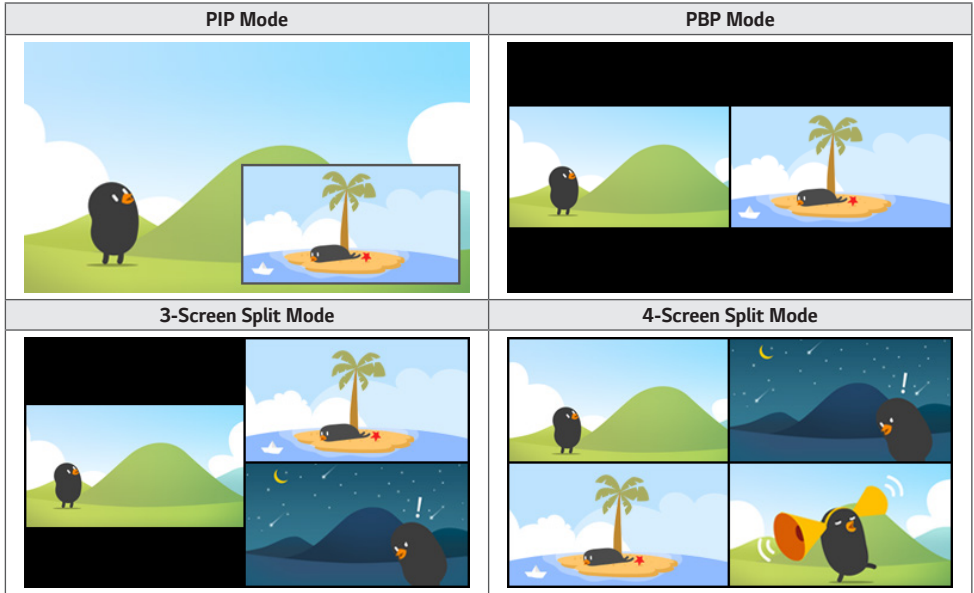 PIP Mode
PBP Mode
3-Screen Split Mode
4-Screen Split Mode
!
!